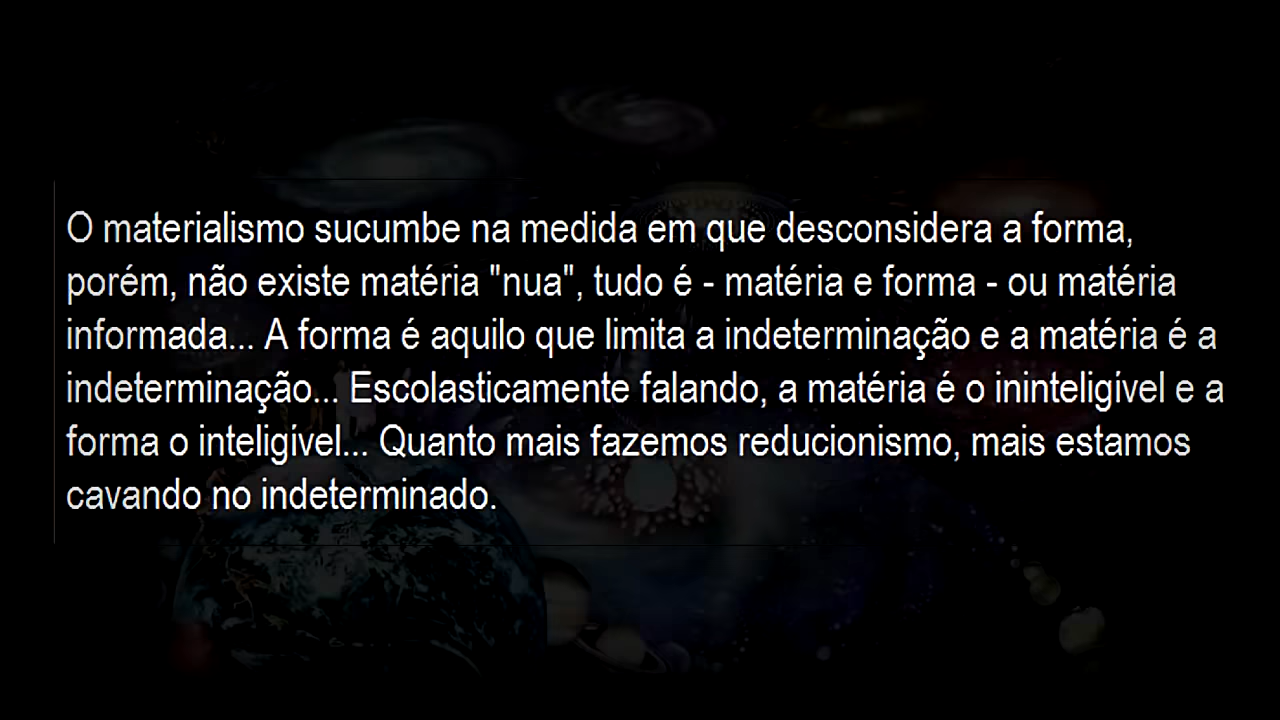 O materialismo sucumbe na medida em que desconsidera a forma,
porém, não existe matéria "nua", tudo é - matéria e forma - ou matéria
informada... A forma é aquilo que limita a indeterminação e a matéria é a
indeterminação... Escolasticamente falando, a matéria é o ininteligível e a
forma o inteligível... Quanto mais fazemos reducionismo, mais estamos
cavando no indeterminado.